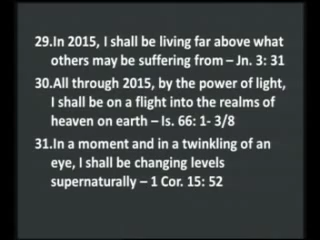 29.In 2015, I shall be living far above what
others may be suffering from – Jn. 3: 31
30.All through 2015, by the power of light,
I shall be on a flight into the realms of
heaven on earth – Is. 66: 1- 3/8
31.In a moment and in a twinkling of an
eye, I shall be changing levels
supernaturally – 1 Cor. 15: 52